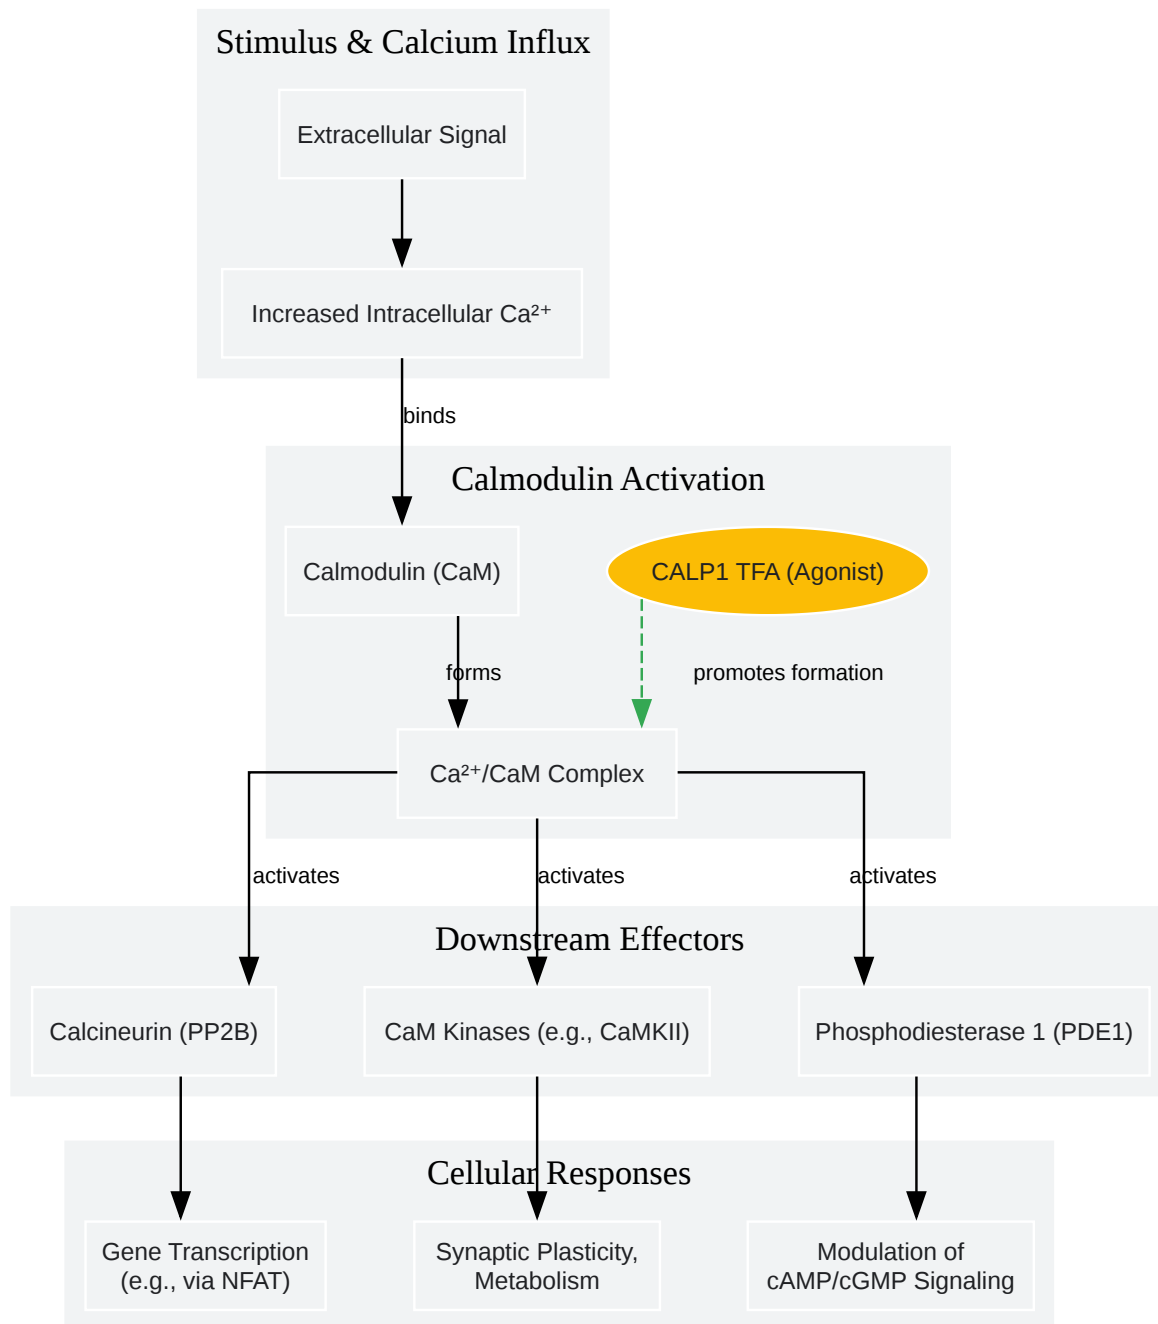 Stimulus & Calcium Influx
Extracellular Signal
Increased Intracellular Ca²⁺
binds
Calmodulin Activation
Calmodulin (CaM)
CALP1 TFA (Agonist)
forms
promotes formation
Ca²⁺/CaM Complex
activates
activates
activates
Downstream Effectors
Calcineurin (PP2B)
CaM Kinases (e.g., CaMKII)
Phosphodiesterase 1 (PDE1)
Cellular Responses
Gene Transcription
(e.g., via NFAT)
Synaptic Plasticity,
Metabolism
Modulation of
cAMP/cGMP Signaling